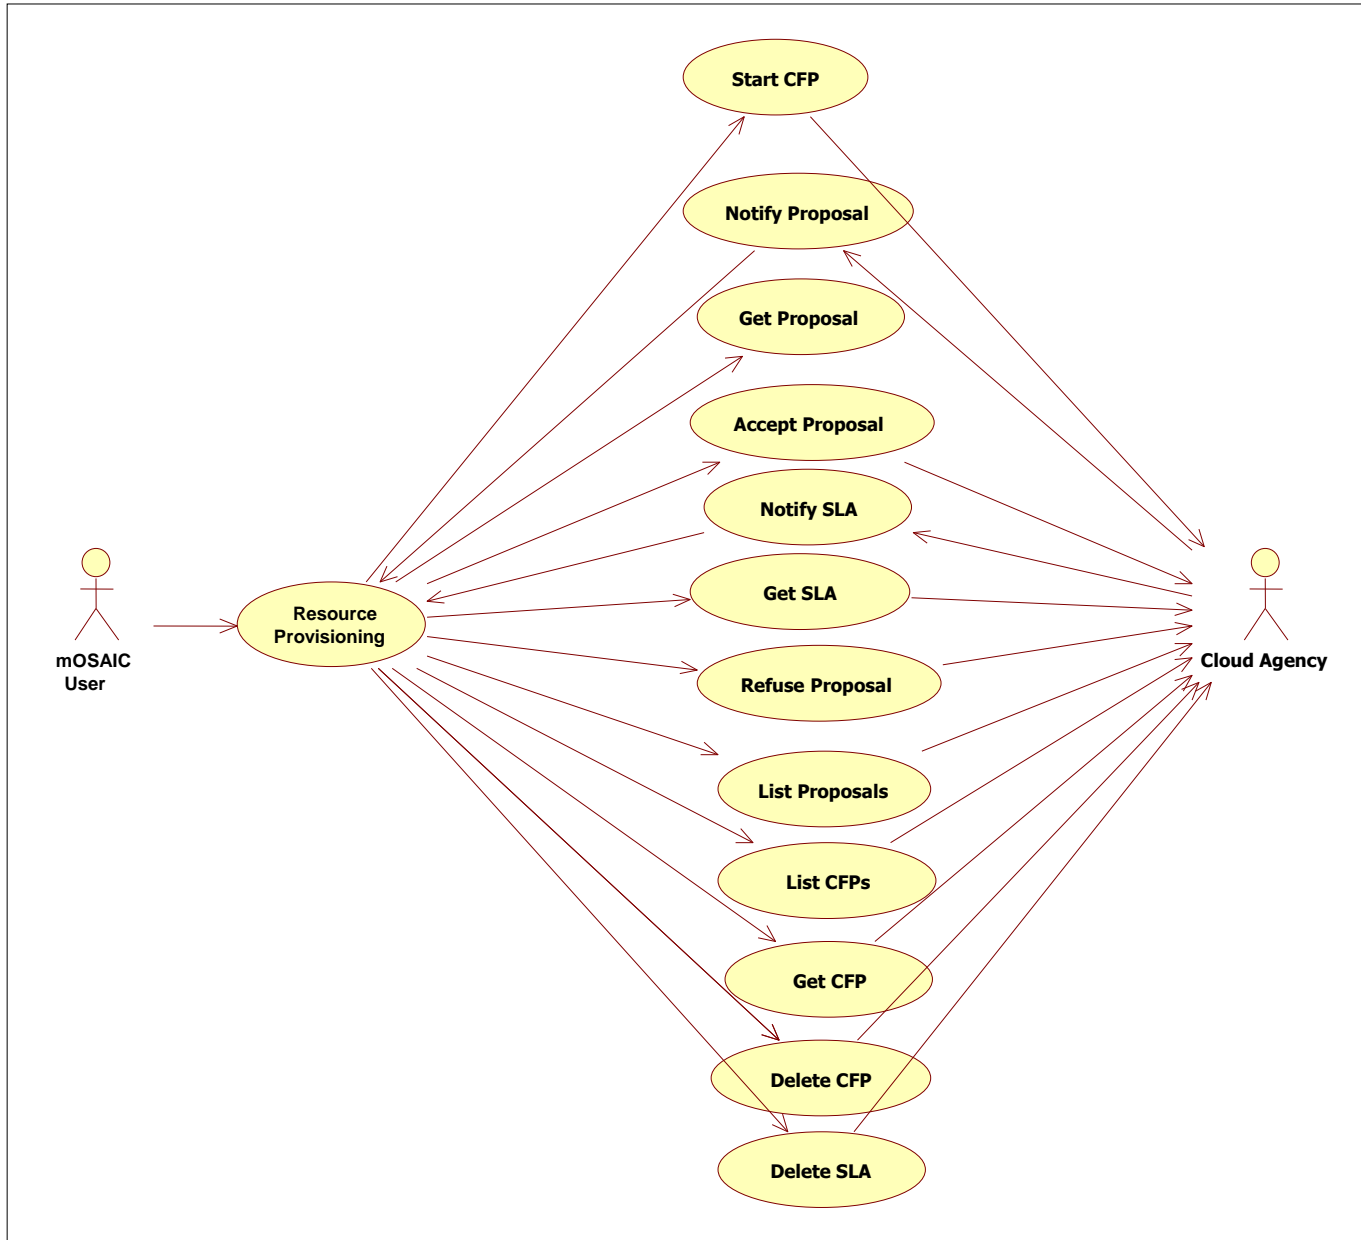 Start CFP
Notify Proposal
Get Proposal
Accept Proposal
Notify SLA
Get SLA
Resource
Provisioning
mOSAIC
User
Cloud Agency
Refuse Proposal
List Proposals
List CFPs
Get CFP
Delete CFP
Delete SLA